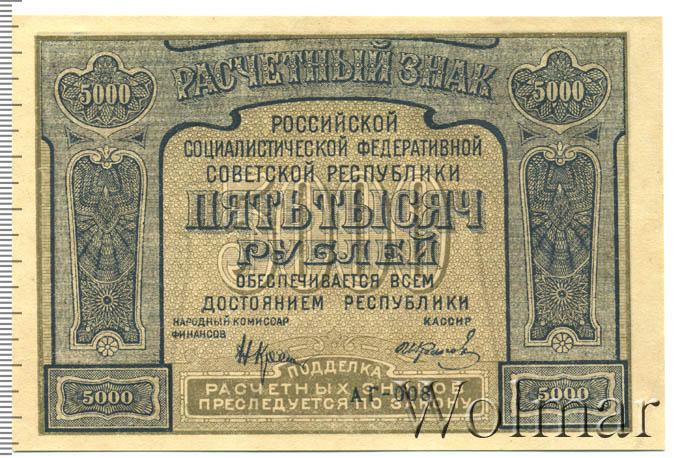 РАСЧЕТНЫЙ ЗНАК
5000 5000
РОССИЙСКОЙ
СОЦИАЛИСТИЧЕСКОЙ ФЕДЕРАТИВНОЙ
СОВЕТСКОЙ РЕСПУБЛИКИ
5000
ПЯТЬ ТЫСЯЧ
РУБЛЕЙ
ОБЕСПЕЧИВАЕТСЯ ВСЕМ
ДОСТОЯНИЕМ РЕСПУБЛИКИ
НАРОДНЫЙ КОМИССАР КАССИР
ФИНАНСОВ
ПОДДЕЛКА
РАСЧЕТНЫХ ЗНАКОВ
ПРЕСЛЕДУЕТСЯ ПО ЗАКОНУ
5000 5000
Wolmar